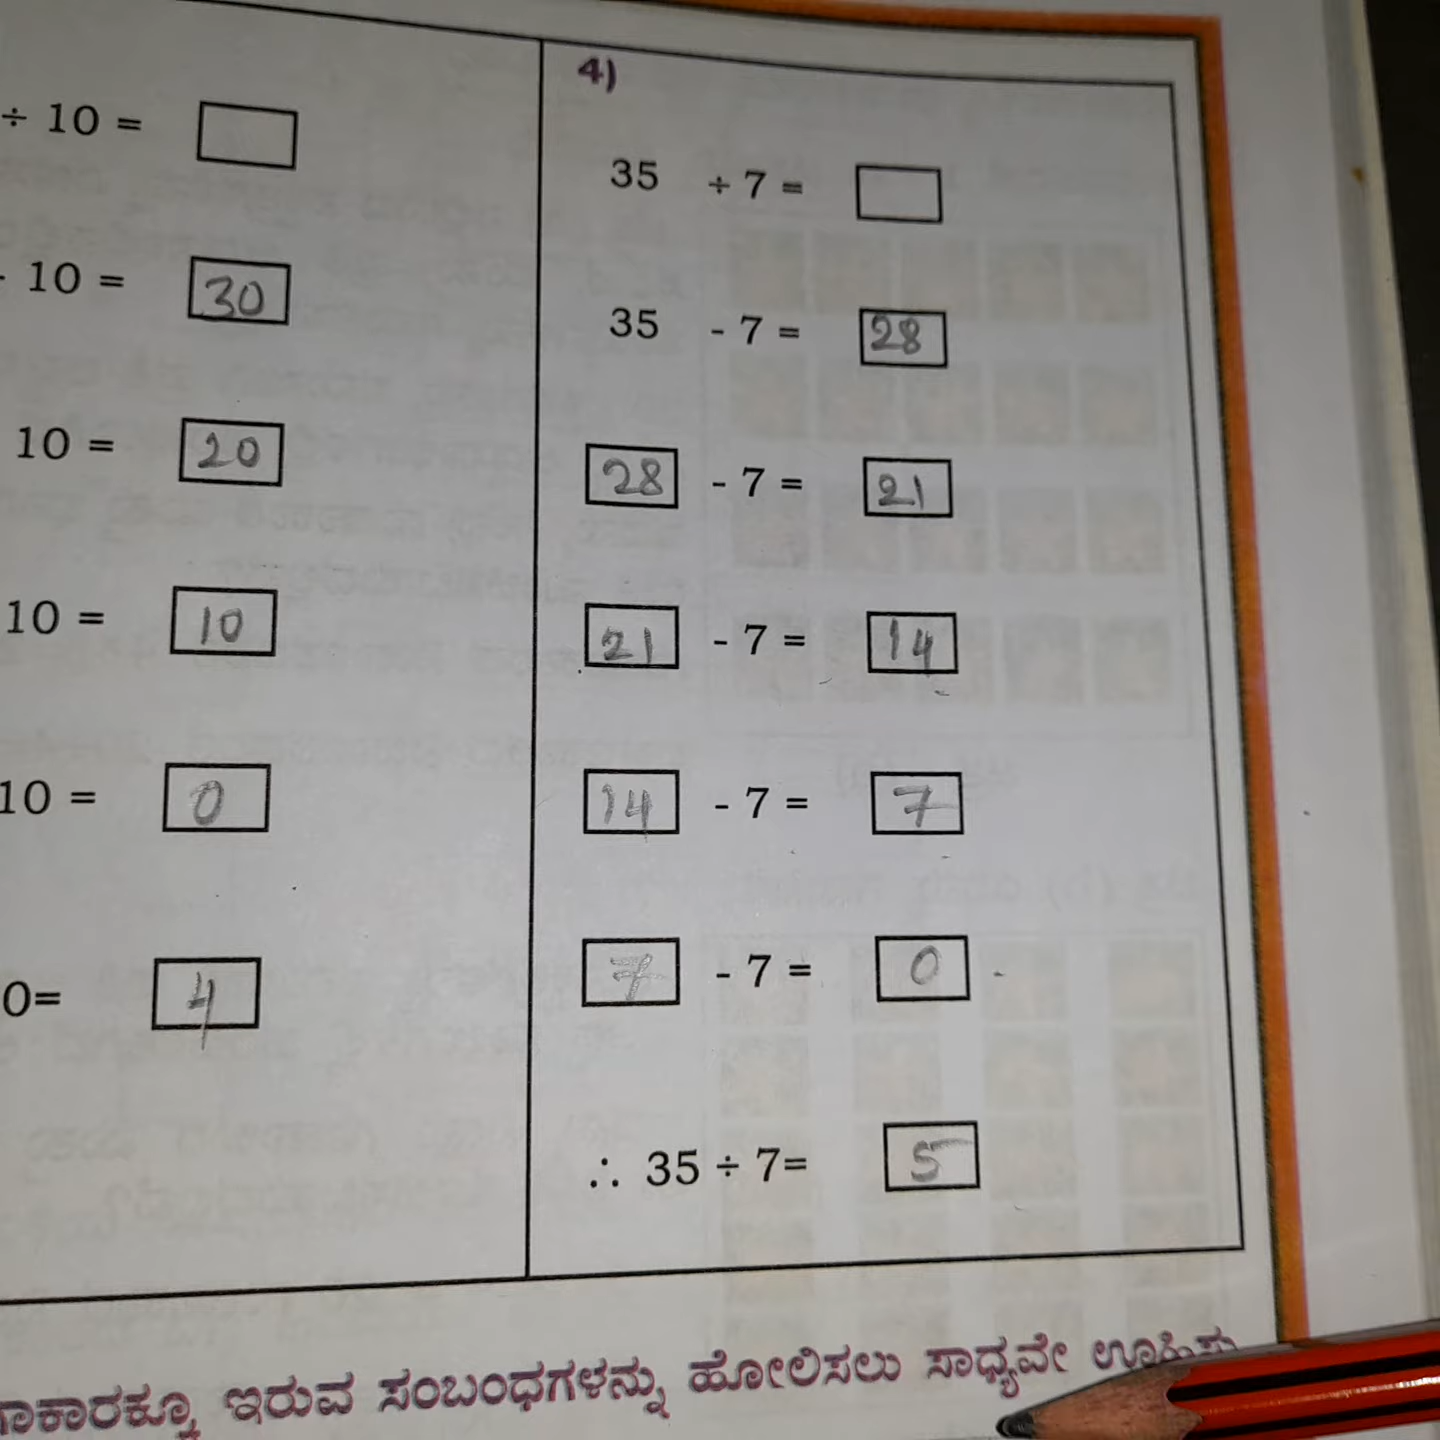 ÷ 10 =
- 10 = 30
10 = 20
10 = 10
10 = 0
0= 4
4)
35 ÷ 7 =
35 - 7 = 28
28 - 7 = 21
21 - 7 = 14
14 - 7 = 7
7 - 7 = 0
∴ 35 ÷ 7= 5
ಇರುವ ಸಂಬಂಧಗಳನ್ನು ಹೋಲಿಸಲು ಸಾಧ್ಯವೇ